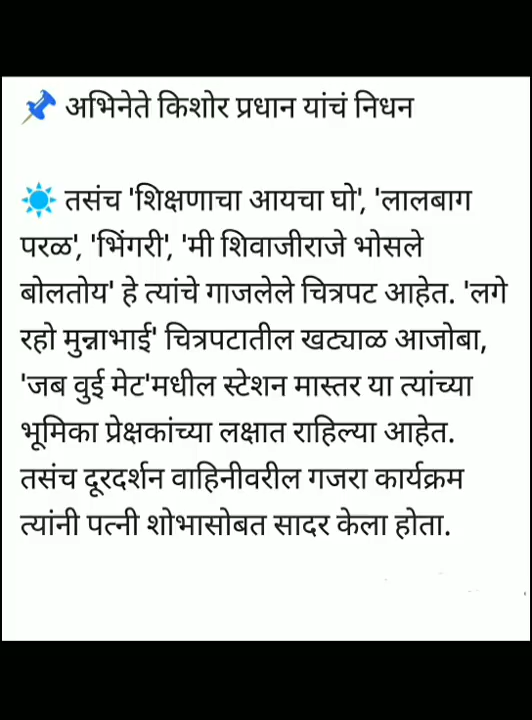 📌 अभिनेते किशोर प्रधान यांचं निधन
☀️ तसंच 'शिक्षणाचा आयचा घो', 'लालबाग
परळ', 'भिंगरी', 'मी शिवाजीराजे भोसले
बोलतोय' हे त्यांचे गाजलेले चित्रपट आहेत. 'लगे
रहो मुन्नाभाई' चित्रपटातील खट्याळ आजोबा,
'जब वुई मेट'मधील स्टेशन मास्तर या त्यांच्या
भूमिका प्रेक्षकांच्या लक्षात राहिल्या आहेत.
तसंच दूरदर्शन वाहिनीवरील गजरा कार्यक्रम
त्यांनी पत्नी शोभासोबत सादर केला होता.